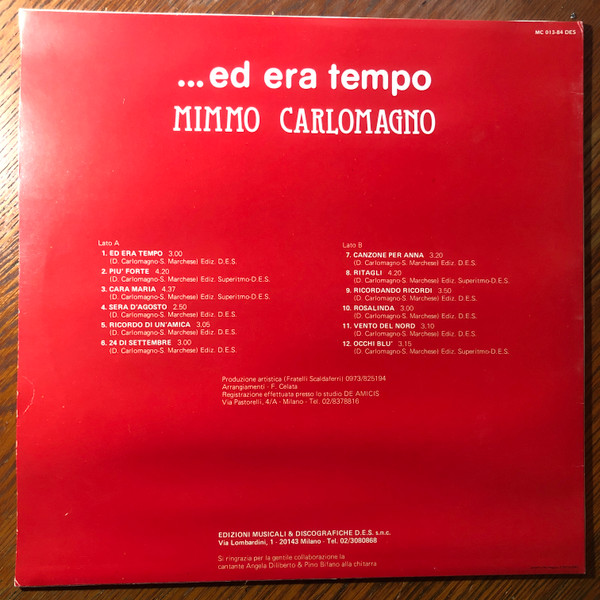 MC 013-84 DES
...ed era tempo
MIMMO CARLOMAGNO
Lato A
1. ED ERA TEMPO 3.00
(D. Carlomagno-S. Marchese) Ediz. D.E.S.
2. PIU' FORTE 4.20
(D. Carlomagno-S. Marchese) Ediz. Superitmo-D.E.S.
3. CARA MARIA 4.37
(D. Carlomagno-S. Marchese) Ediz. Superitmo-D.E.S.
4. SERA D'AGOSTO 2.50
(D. Carlomagno-S. Marchese) Ediz. D.E.S.
5. RICORDO DI UN'AMICA 3.05
(D. Carlomagno-S. Marchese) Ediz. D.E.S.
6. 24 DI SETTEMBRE 3.00
(D. Carlomagno-S. Marchese) Ediz. D.E.S.
Lato B
7. CANZONE PER ANNA 3.20
(D. Carlomagno-S. Marchese) Ediz. D.E.S.
8. RITAGLI 4.20
(D. Carlomagno-S. Marchese) Ediz. Superitmo-D.E.S.
9. RICORDANDO RICORDI 3.50
(D. Carlomagno-S. Marchese) Ediz. D.E.S.
10. ROSALINDA 3.00
(D. Carlomagno-S. Marchese) Ediz. D.E.S.
11. VENTO DEL NORD 3.10
(D. Carlomagno-S. Marchese) Ediz. D.E.S.
12. OCCHI BLU' 3.15
(D. Carlomagno-S. Marchese) Ediz. Superitmo-D.E.S.
Produzione artistica (Fratelli Scaldaferri) 0973/825194
Arrangiamenti - F. Celata
Registrazione effettuata presso lo studio DE AMICIS
Via Pastorelli, 4/A - Milano - Tel. 02/8378816
EDIZIONI MUSICALI & DISCOGRAFICHE D.E.S. s.n.c.
Via Lombardini, 1 - 20143 Milano - Tel. 02/3080868
Si ringrazia per la gentile collaborazione la
cantante Angela Diliberto & Pino Bifano alla chitarra